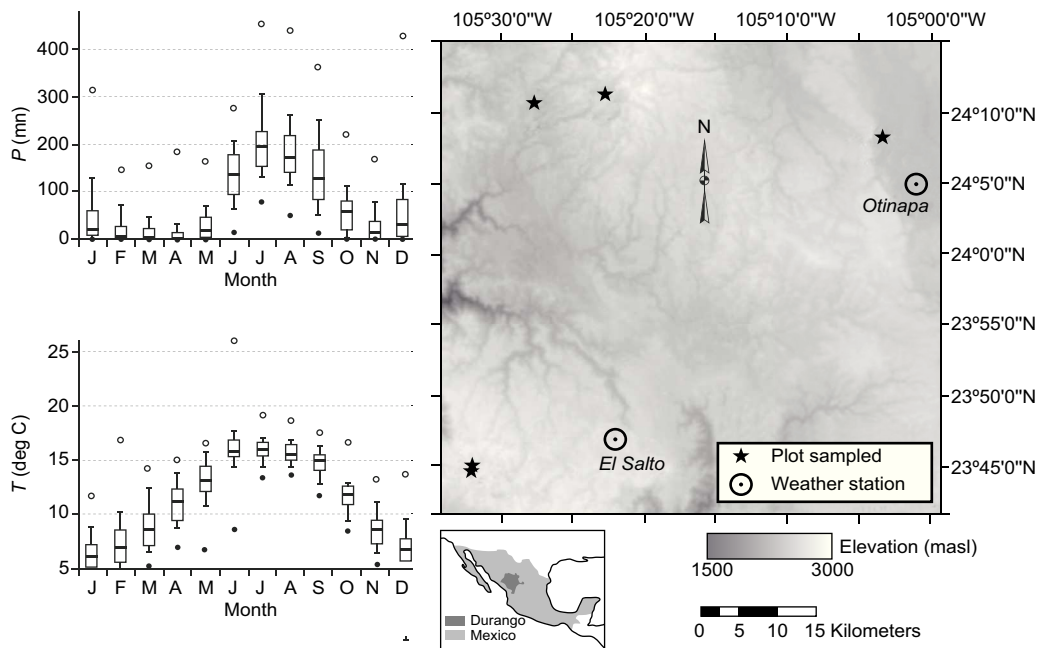 P (mn)
400
300
200
100
0
J F M A M J J A S O N D
Month
T (deg C)
25
20
15
10
5
J F M A M J J A S O N D
Month
105º30'0"W 105º20'0"W 105º10'0"W 105º00'0"W
24º10'0"N
24º5'0"N
24º0'0"N
23º55'0"N
23º50'0"N
23º45'0"N
N
Otinapa
El Salto
Plot sampled
Weather station
Durango
Mexico
Elevation (masl)
1500 3000
0 5 10 15 Kilometers